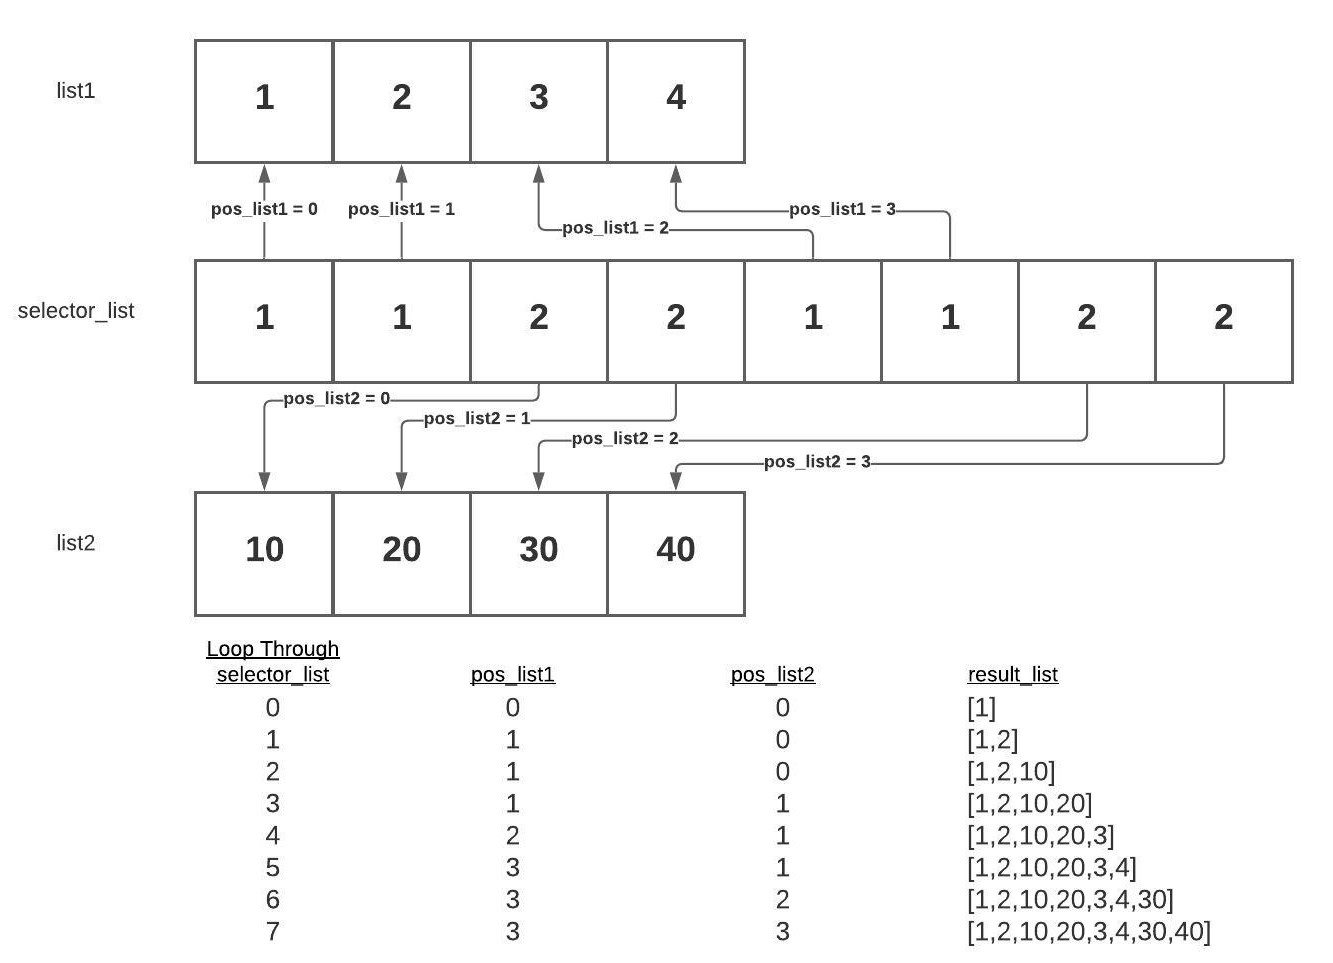 list1
1 2 3 4
pos_list1 = 0 pos_list1 = 1 pos_list1 = 3
pos_list1 = 2
selector_list
1 1 2 2 1 1 2 2
pos_list2 = 0
pos_list2 = 1
pos_list2 = 2
pos_list2 = 3
list2
10 20 30 40
Loop Through
selector_list pos_list1 pos_list2 result_list
0 0 0 [1]
1 1 0 [1,2]
2 1 0 [1,2,10]
3 1 1 [1,2,10,20]
4 2 1 [1,2,10,20,3]
5 3 1 [1,2,10,20,3,4]
6 3 2 [1,2,10,20,3,4,30]
7 3 3 [1,2,10,20,3,4,30,40]